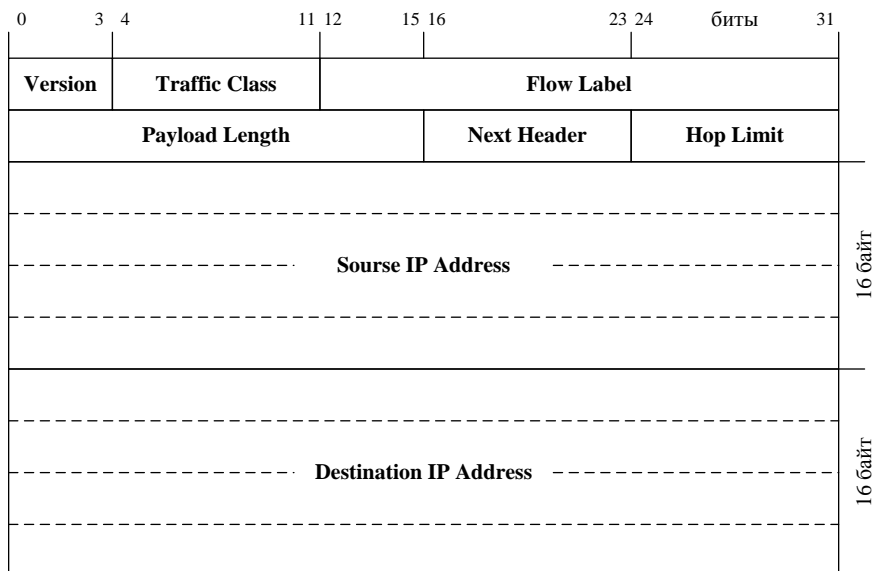 0 3 4 11 12 15 16 23 24 биты 31
Version Traffic Class Flow Label
Payload Length Next Header Hop Limit
Sourse IP Address
16 байт
Destination IP Address
16 байт